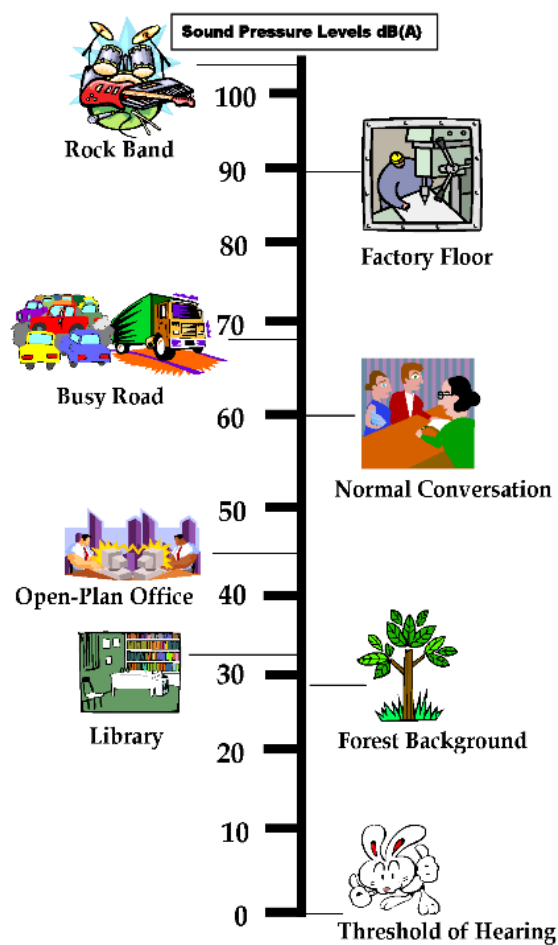 Sound Pressure Levels dB(A)
100
Rock Band
90
80
Factory Floor
70
Busy Road
60
Normal Conversation
50
Open-Plan Office
40
30
Library
Forest Background
20
10
0
Threshold of Hearing